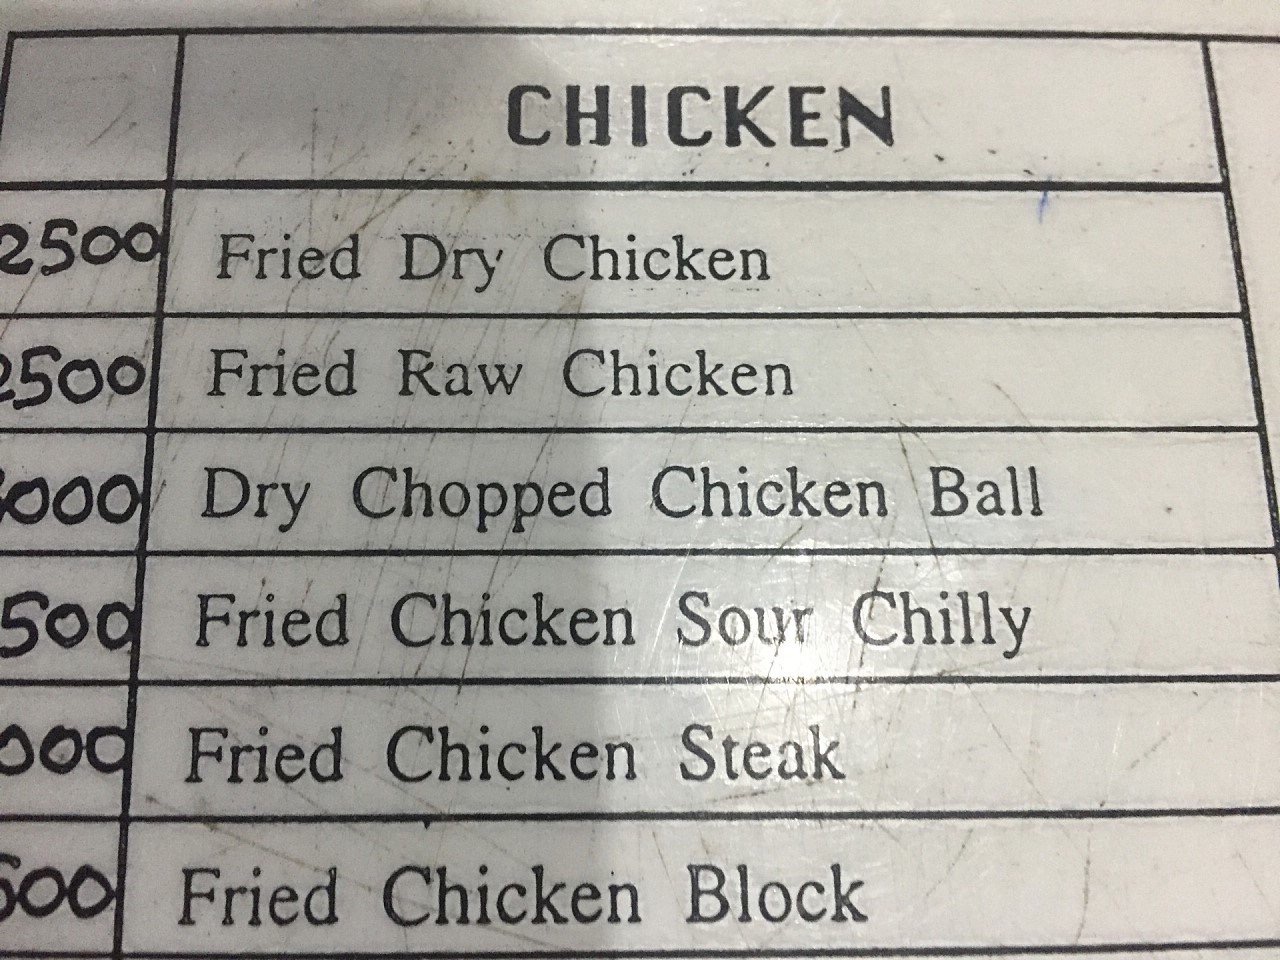 CHICKEN
2500 Fried Dry Chicken
2500 Fried Raw Chicken
Dry Chopped Chicken Ball
Fried Chicken Sour Chilly
Fried Chicken Steak
Fried Chicken Block